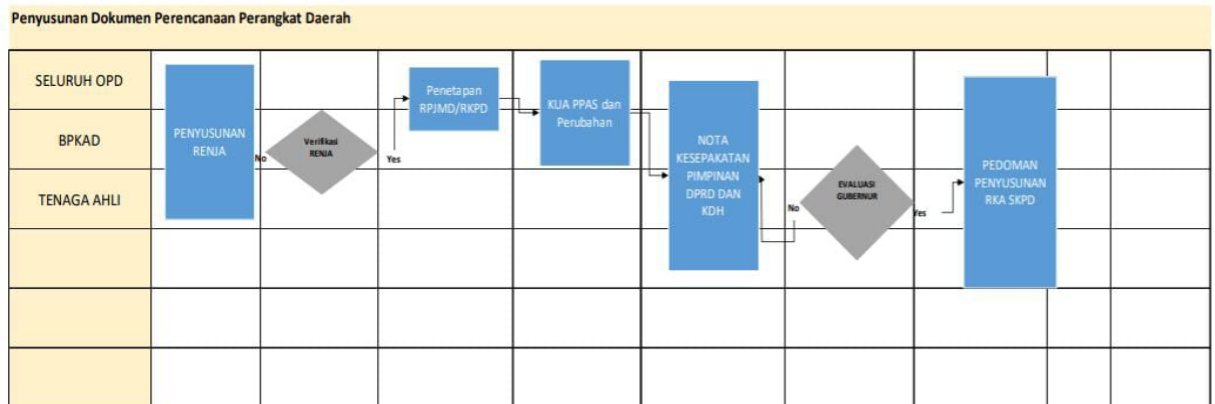 Penyusunan Dokumen Perencanaan Perangkat Daerah
SELURUH OPD
BPKAD
TENAGA AHLI
PENYUSUNAN
RENJA
No
Verifikasi
RENJA
Yes
Penetapan
RPJMD/RKPD
KUA PPAS dan
Perubahan
NOTA
KESEPAKATAN
PIMPINAN
DPRD DAN
KDH
No
EVALUASI
GUBERNUR
Yes
PEDOMAN
PENYUSUNAN
RKA SKPD